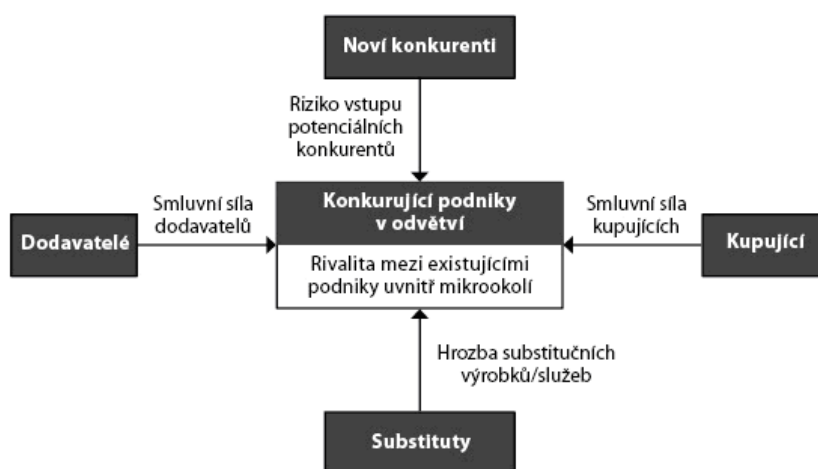 Noví konkurenti
Riziko vstupu
potenciálních
konkurentů
Smluvní síla
dodavatelů
Konkurující podniky
v odvětví
Smluvní síla
kupujících
Dodavatelé
Kupující
Rivalita mezi existujícími
podniky uvnitř mikrookolí
Hrozba substitučních
výrobků/služeb
Substituty